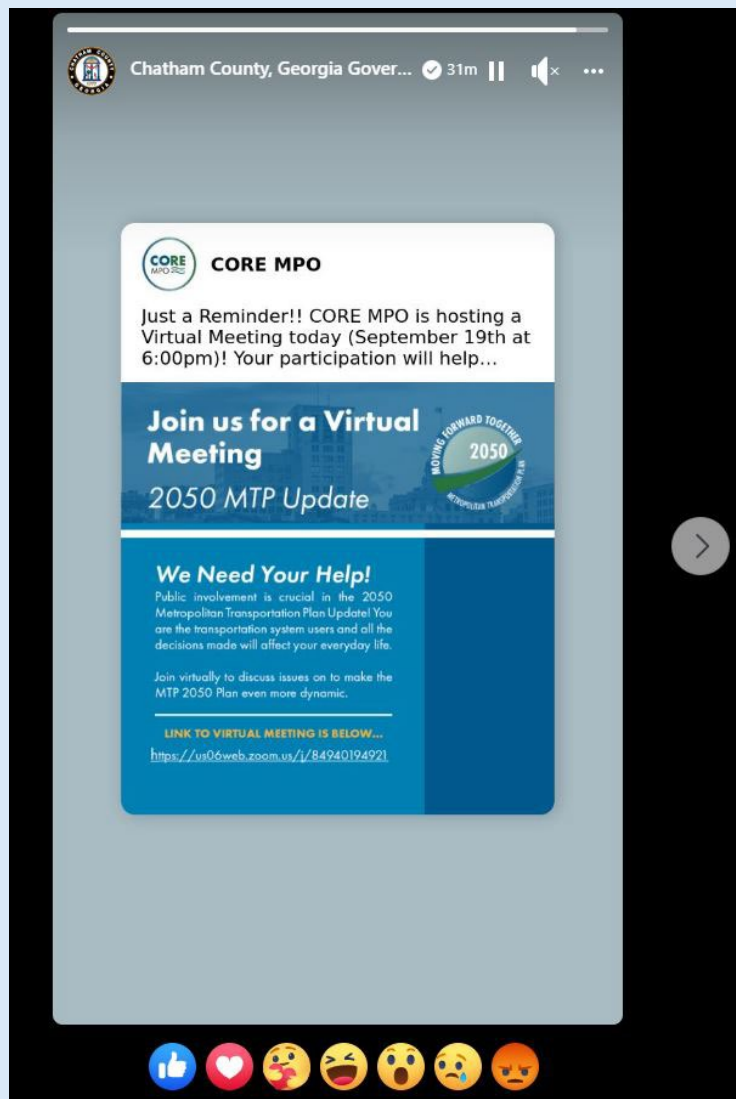 Chatham County, Georgia Gover... 31m
CHATHAM COUNTY
GEORGIA
CORE
MPO
CORE MPO
Just a Reminder!! CORE MPO is hosting a
Virtual Meeting today (September 19th at
6:00pm)! Your participation will help...
Join us for a Virtual
Meeting
2050 MTP Update
MOVING FORWARD TOGETHER
2050
METROPOLITAN TRANSPORTATION PLAN
We Need Your Help!
Public involvement is crucial in the 2050
Metropolitan Transportation Plan Update! You
are the transportation system users and all the
decisions made will affect your everyday life.
Join virtually to discuss issues on to make the
MTP 2050 Plan even more dynamic.
LINK TO VIRTUAL MEETING IS BELOW...
https://us06web.zoom.us/j/84940194921